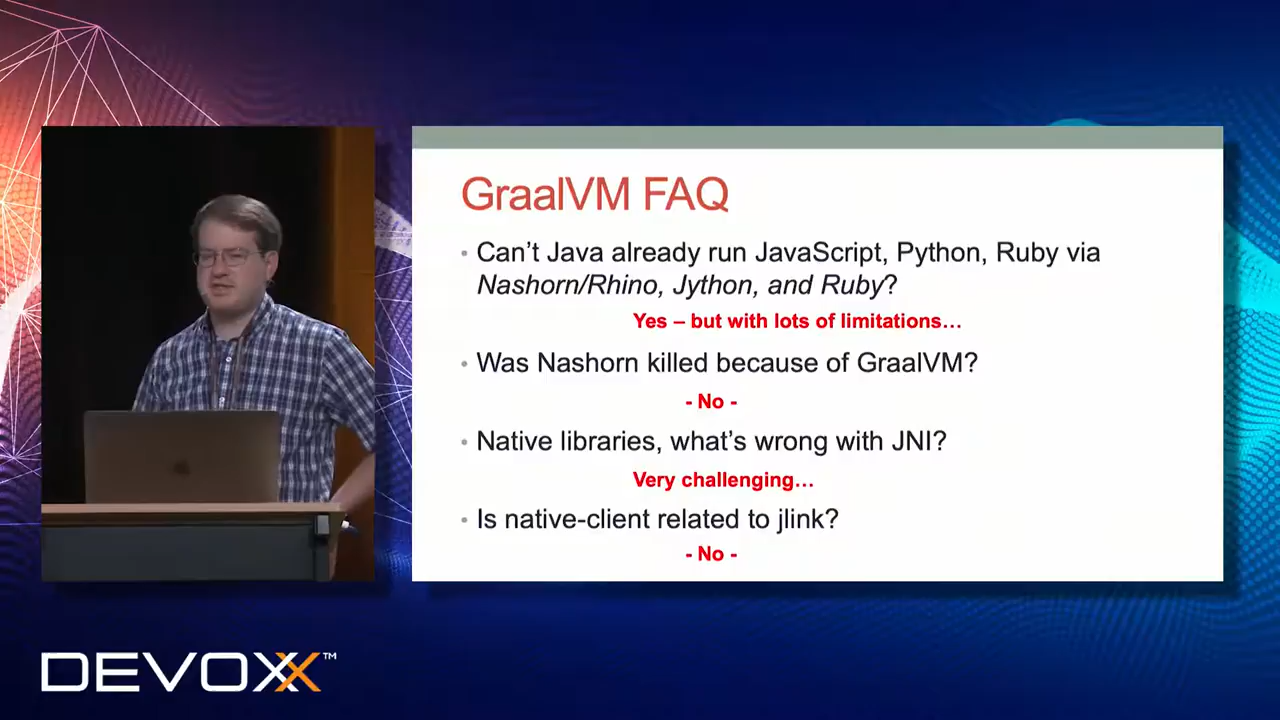 GraalVM FAQ
• Can't Java already run JavaScript, Python, Ruby via
Nashorn/Rhino, Jython, and Ruby?
Yes – but with lots of limitations…
• Was Nashorn killed because of GraalVM?
- No -
• Native libraries, what's wrong with JNI?
Very challenging…
• Is native-client related to jlink?
- No -
DEVOXX™